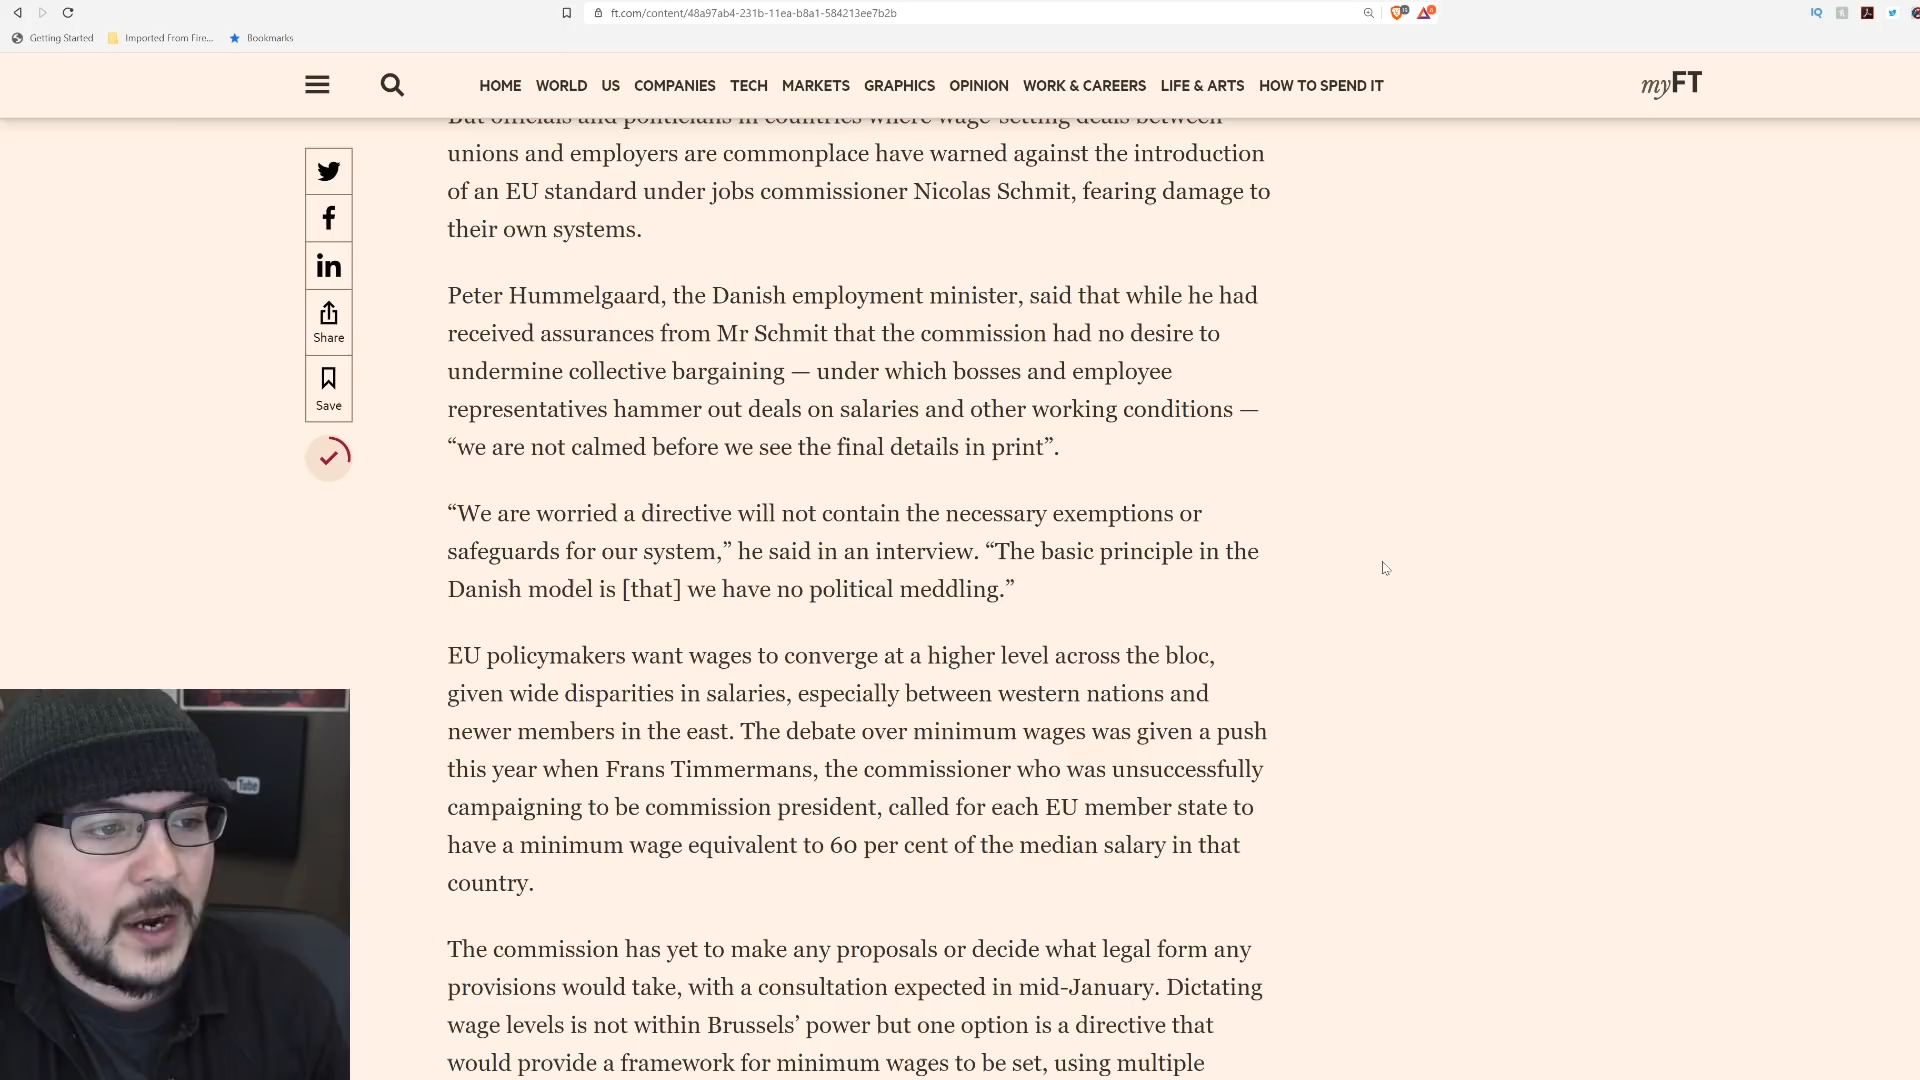 ft.com/content/48a97ab4-231b-11ea-b8a1-584213ee7b2b
Getting Started Imported From Fire... Bookmarks
HOME WORLD US COMPANIES TECH MARKETS GRAPHICS OPINION WORK & CAREERS LIFE & ARTS HOW TO SPEND IT
myFT
But officials and politicians in countries where wage-setting deals between
unions and employers are commonplace have warned against the introduction
of an EU standard under jobs commissioner Nicolas Schmit, fearing damage to
their own systems.
Share
Save
Peter Hummelgaard, the Danish employment minister, said that while he had
received assurances from Mr Schmit that the commission had no desire to
undermine collective bargaining — under which bosses and employee
representatives hammer out deals on salaries and other working conditions —
“we are not calmed before we see the final details in print”.
“We are worried a directive will not contain the necessary exemptions or
safeguards for our system,” he said in an interview. “The basic principle in the
Danish model is [that] we have no political meddling.”
EU policymakers want wages to converge at a higher level across the bloc,
given wide disparities in salaries, especially between western nations and
newer members in the east. The debate over minimum wages was given a push
this year when Frans Timmermans, the commissioner who was unsuccessfully
campaigning to be commission president, called for each EU member state to
have a minimum wage equivalent to 60 per cent of the median salary in that
country.
The commission has yet to make any proposals or decide what legal form any
provisions would take, with a consultation expected in mid-January. Dictating
wage levels is not within Brussels’ power but one option is a directive that
would provide a framework for minimum wages to be set, using multiple